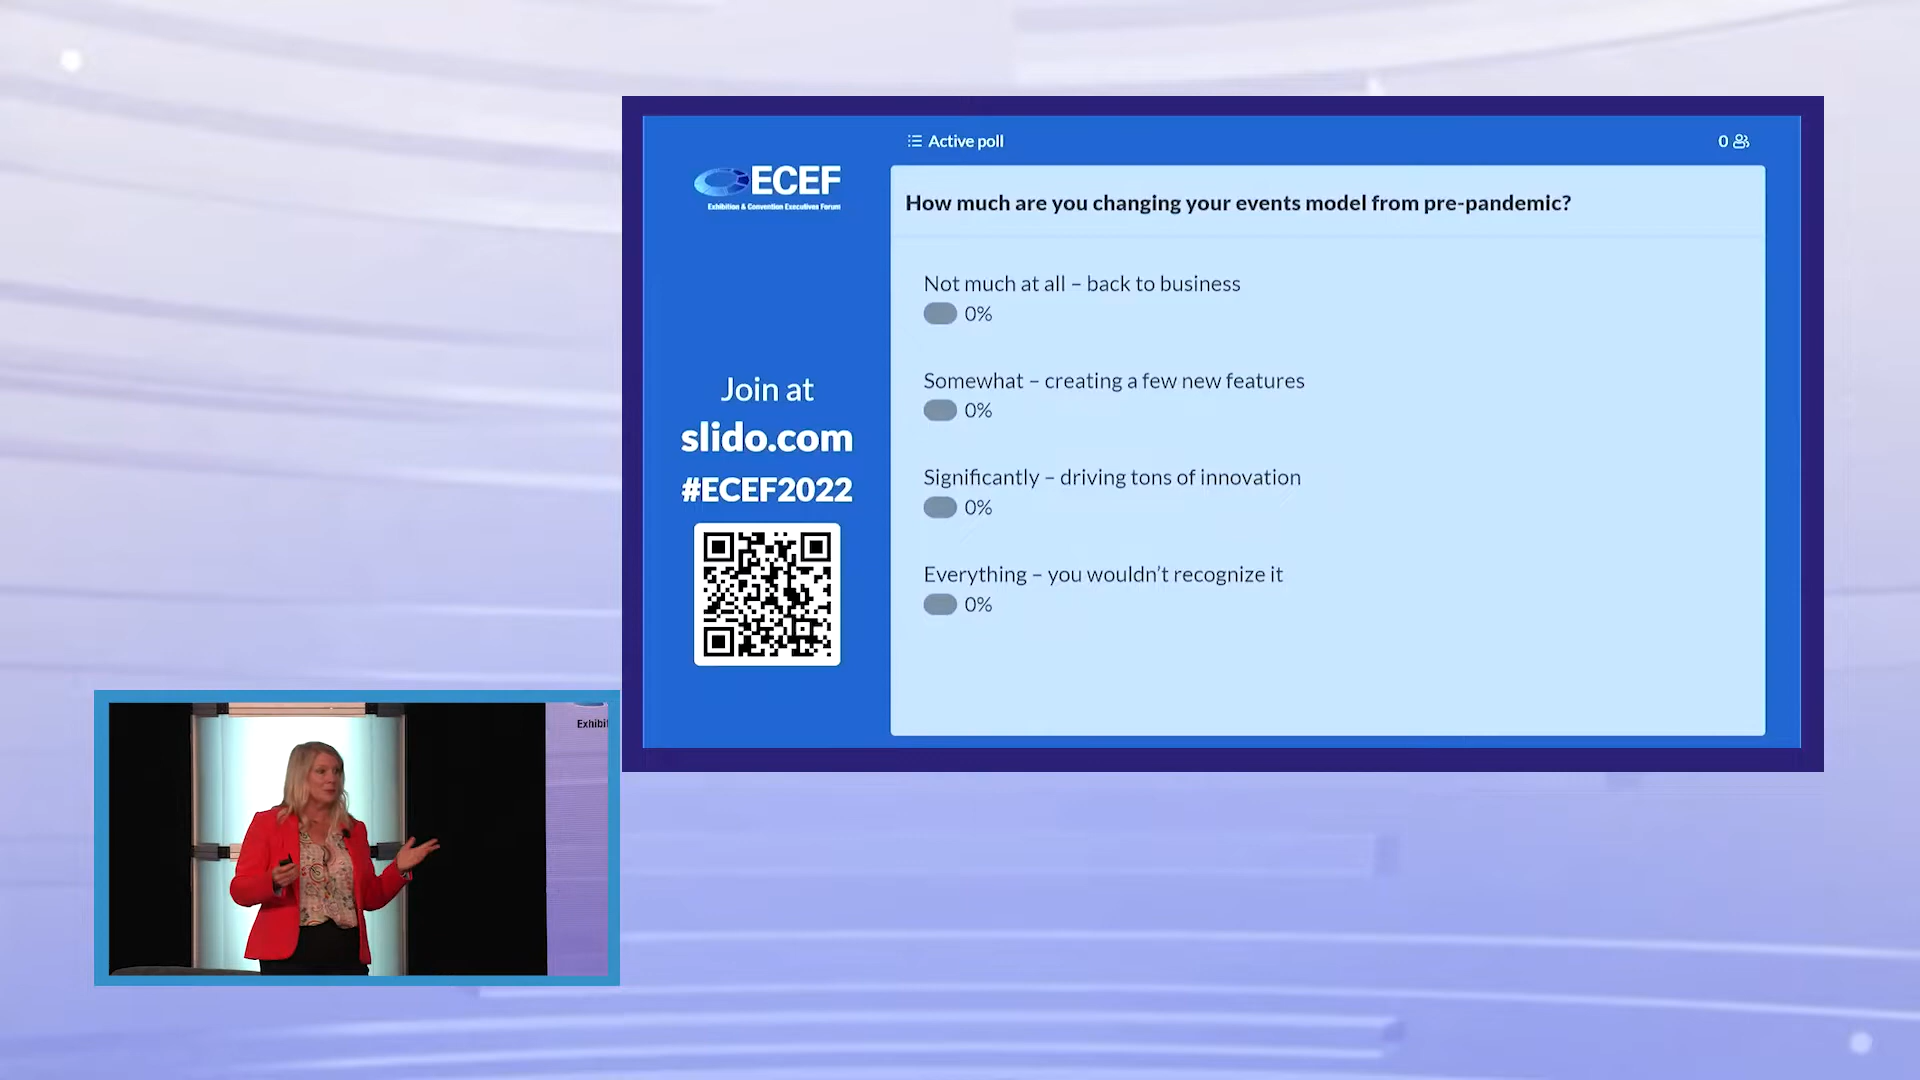 Active poll
0
ECEF
Exhibition & Convention Executives Forum
How much are you changing your events model from pre-pandemic?
Not much at all – back to business
0%
Somewhat – creating a few new features
0%
Significantly – driving tons of innovation
0%
Everything – you wouldn't recognize it
0%
Join at
slido.com
#ECEF2022
Exhibi